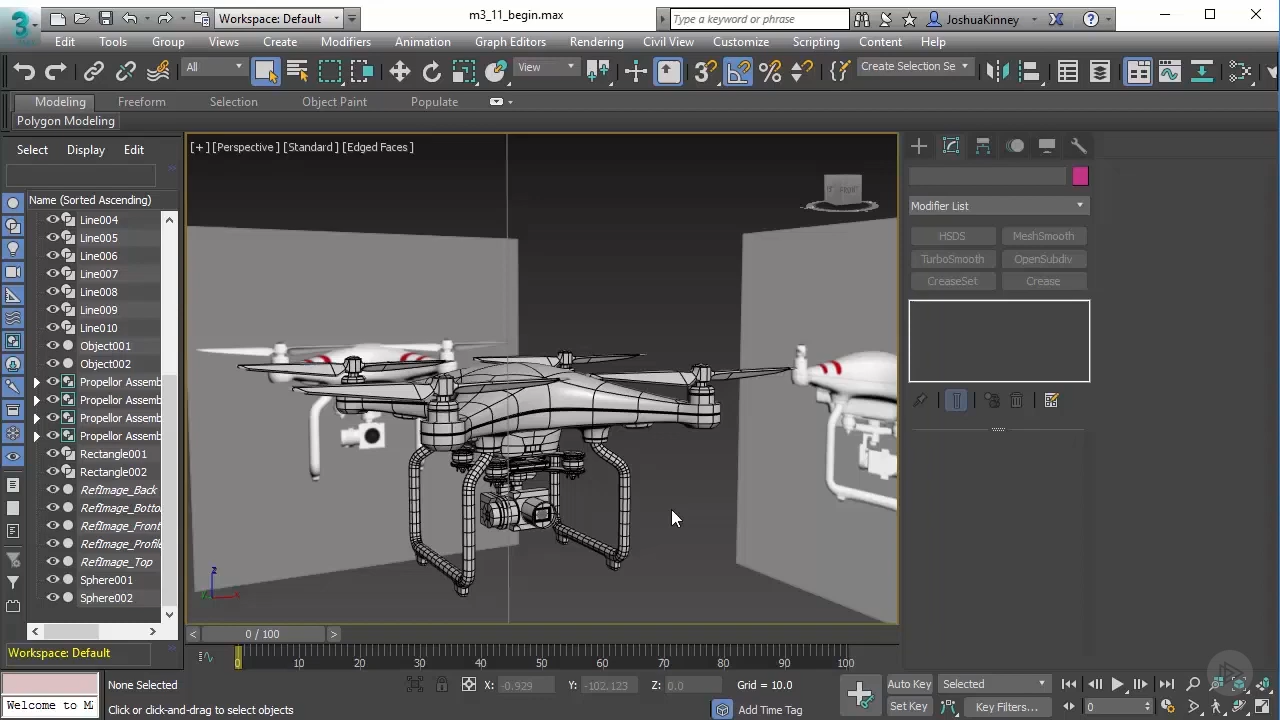 3
Workspace: Default
m3_11_begin.max
Type a keyword or phrase
JoshuaKinney
Edit Tools Group Views Create Modifiers Animation Graph Editors Rendering Civil View Customize Scripting Content Help
All
View
3
Create Selection Se
Modeling Freeform Selection Object Paint Populate
Polygon Modeling
Select Display Edit
[+] [Perspective] [Standard] [Edged Faces]
Name (Sorted Ascending)
Modifier List
Line004
Line005
HSDS MeshSmooth
Line006
TurboSmooth OpenSubdiv
Line007
CreaseSet Crease
Line008
Line009
Line010
Object001
Object002
Propellor Assemb
Propellor Assemb
Propellor Assemb
Propellor Assemb
Rectangle001
Rectangle002
RefImage_Back
RefImage_Botto
RefImage_Front
RefImage_Profile
RefImage_Top
Sphere001
Sphere002
z
x
< 0 / 100 >
Workspace: Default
0 10 20 30 40 50 60 70 80 90 100
None Selected
X: -0.929 Y: -102.123 Z: 0.0 Grid = 10.0
Auto Key Selected
Welcome to M
Click or click-and-drag to select objects
Add Time Tag
Set Key Key Filters... 0